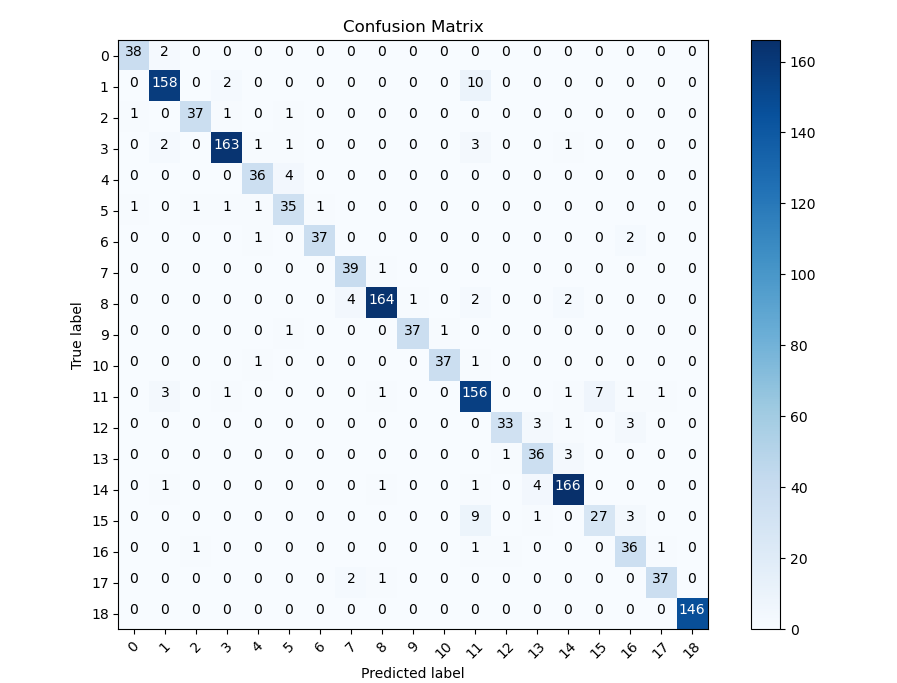 Confusion Matrix
0 38 2 0 0 0 0 0 0 0 0 0 0 0 0 0 0 0 0 0
1 0 158 0 2 0 0 0 0 0 0 0 10 0 0 0 0 0 0 0
2 1 0 37 1 0 1 0 0 0 0 0 0 0 0 0 0 0 0 0
3 0 2 0 163 1 1 0 0 0 0 0 3 0 0 1 0 0 0 0
4 0 0 0 0 36 4 0 0 0 0 0 0 0 0 0 0 0 0 0
5 1 0 1 1 1 35 1 0 0 0 0 0 0 0 0 0 0 0 0
6 0 0 0 0 1 0 37 0 0 0 0 0 0 0 0 0 2 0 0
7 0 0 0 0 0 0 0 39 1 0 0 0 0 0 0 0 0 0 0
8 0 0 0 0 0 0 0 4 164 1 0 2 0 0 2 0 0 0 0
9 0 0 0 0 0 1 0 0 0 37 1 0 0 0 0 0 0 0 0
10 0 0 0 0 1 0 0 0 0 0 37 1 0 0 0 0 0 0 0
11 0 3 0 1 0 0 0 0 1 0 0 156 0 0 1 7 1 1 0
12 0 0 0 0 0 0 0 0 0 0 0 0 33 3 1 0 3 0 0
13 0 0 0 0 0 0 0 0 0 0 0 0 1 36 3 0 0 0 0
14 0 1 0 0 0 0 0 0 1 0 0 1 0 4 166 0 0 0 0
15 0 0 0 0 0 0 0 0 0 0 0 9 0 1 0 27 3 0 0
16 0 0 1 0 0 0 0 0 0 0 0 1 1 0 0 0 36 1 0
17 0 0 0 0 0 0 0 2 1 0 0 0 0 0 0 0 0 37 0
18 0 0 0 0 0 0 0 0 0 0 0 0 0 0 0 0 0 0 146
0 1 2 3 4 5 6 7 8 9 10 11 12 13 14 15 16 17 18
True label
Predicted label
160
140
120
100
80
60
40
20
0